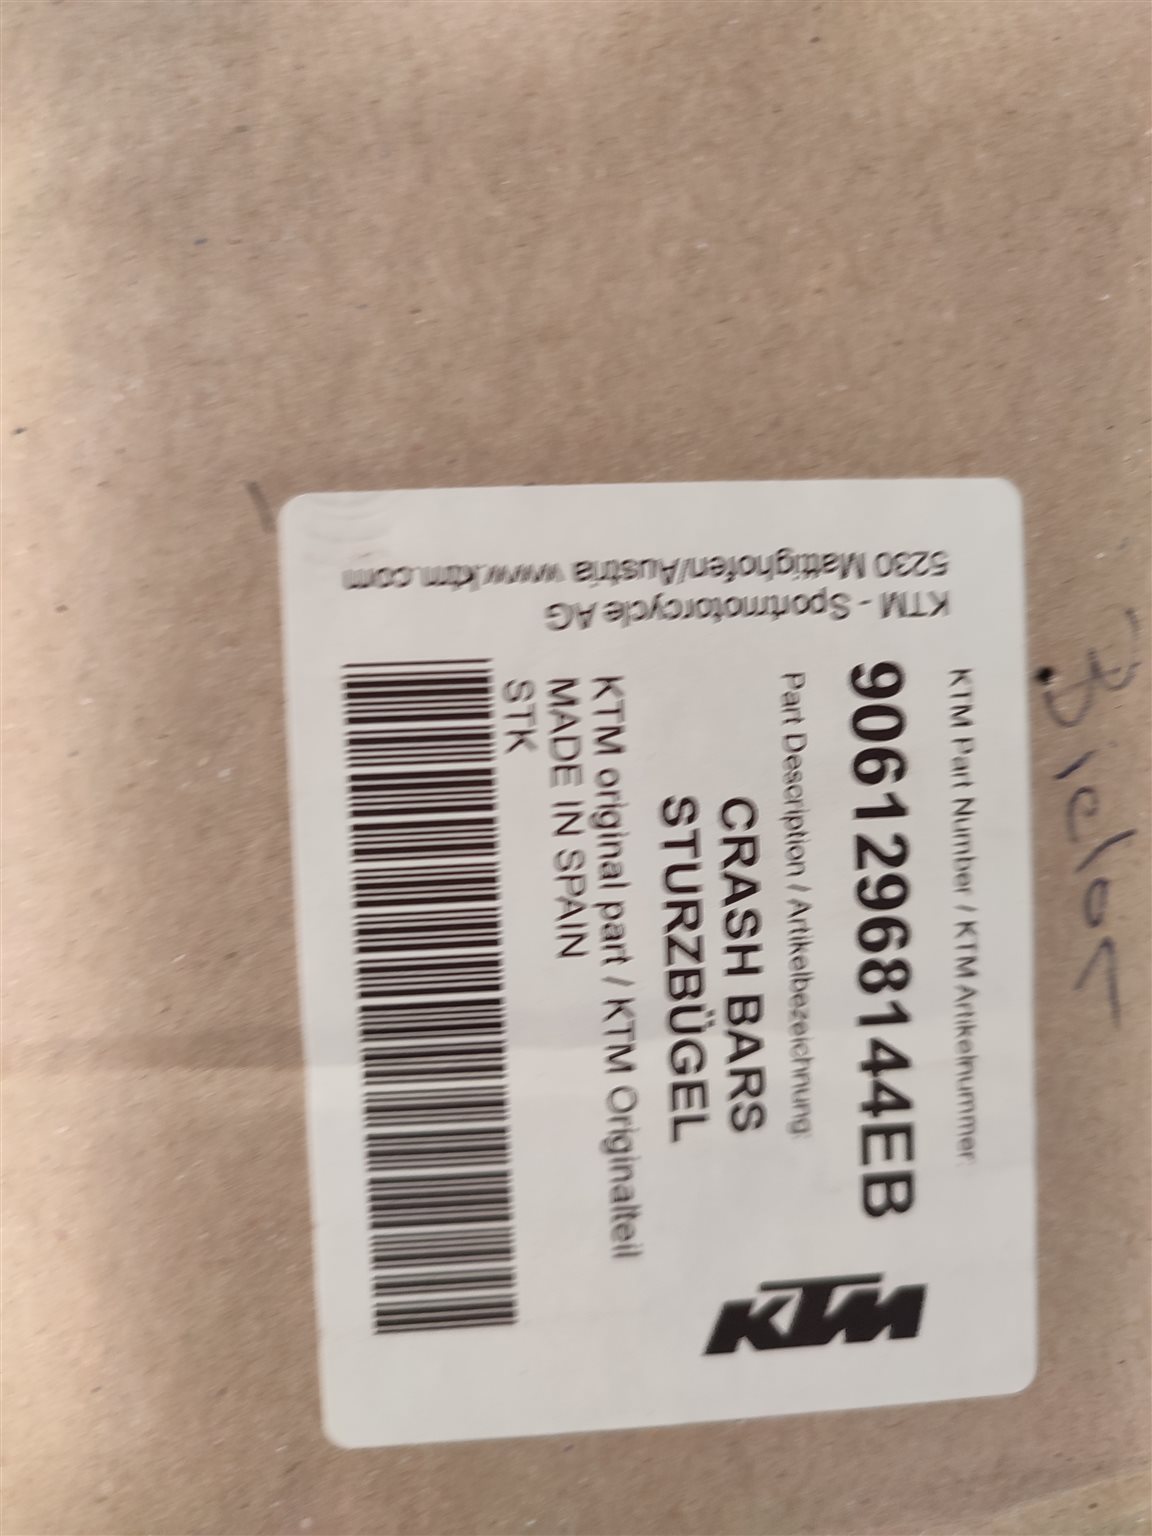 KTM Part Number / KTM Artikelnummer:
90612968144EB
Part Description / Artikelbezeichnung:
CRASH BARS
STURZBÜGEL
KTM original part / KTM Originalteil
MADE IN SPAIN
STK
KTM
KTM - Sportmotorcycle AG
5230 Mattighofen/Austria www.ktm.com